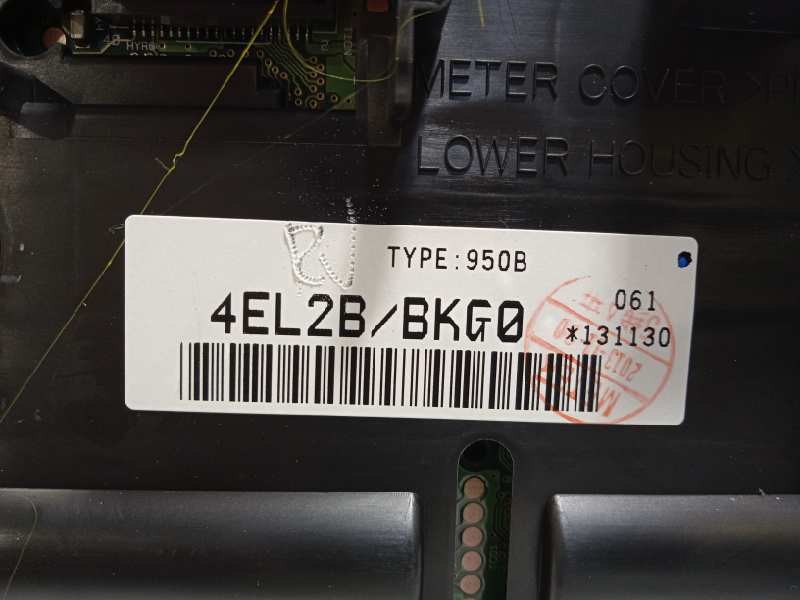 METER COVER >P
LOWER HOUSING >
TYPE:950B
4EL2B/BKG0
061
*131130